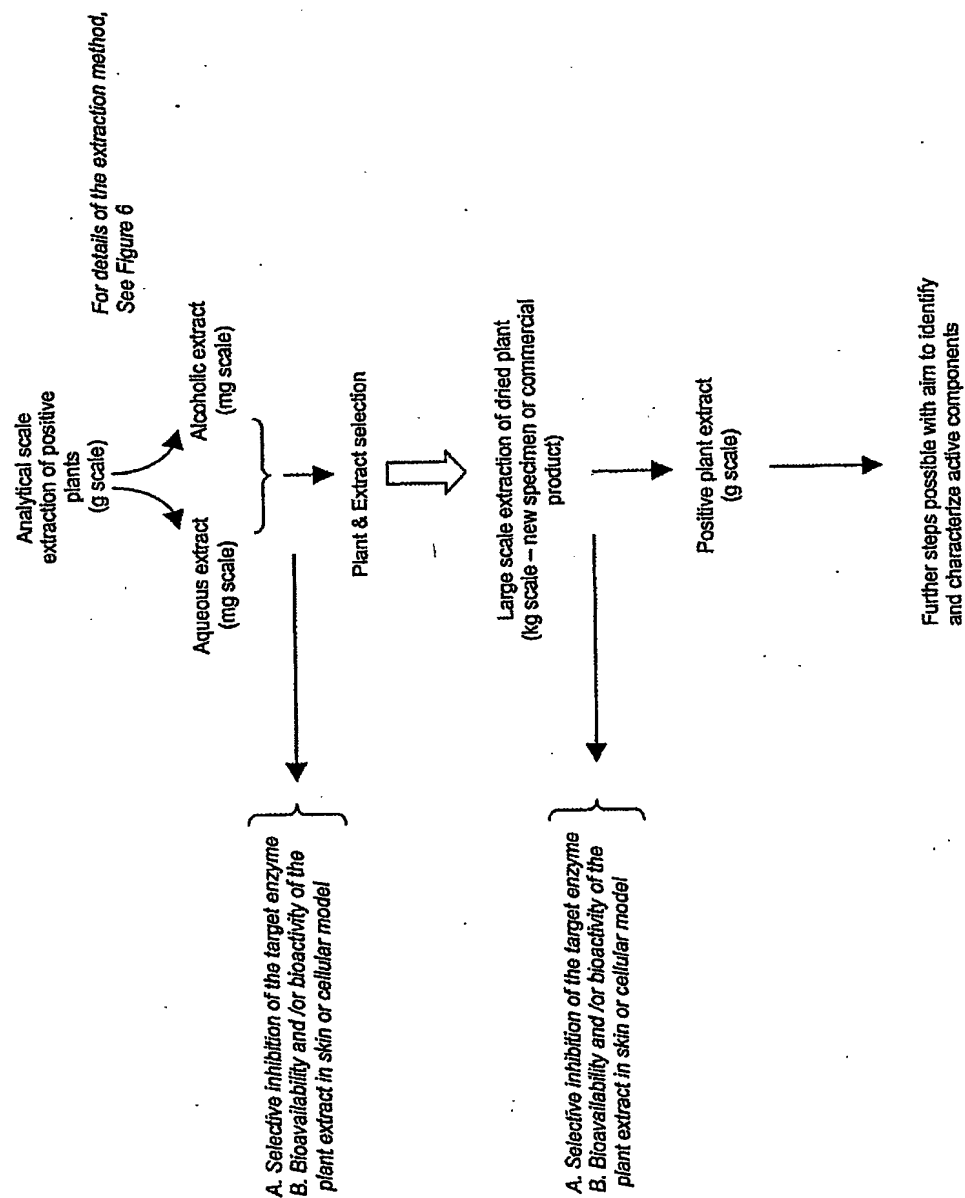 Analytical scale
extraction of positive
plants
(g scale)
For details of the extraction method,
See Figure 6
Aqueous extract
(mg scale)
Alcoholic extract
(mg scale)
A. Selective inhibition of the target enzyme
B. Bioavailability and /or bioactivity of the
plant extract in skin or cellular model
Plant & Extract selection
Large scale extraction of dried plant
(kg scale – new specimen or commercial
product)
A. Selective inhibition of the target enzyme
B. Bioavailability and /or bioactivity of the
plant extract in skin or cellular model
Positive plant extract
(g scale)
Further steps possible with aim to identify
and characterize active components